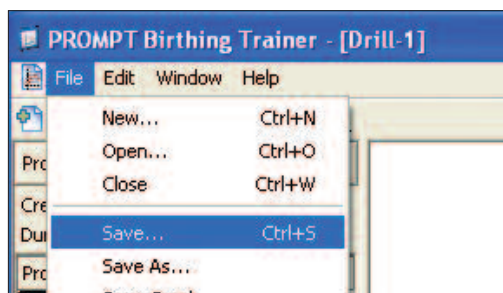 PROMPT Birthing Trainer - [Drill-1]
File Edit Window Help
New... Ctrl+N
Open... Ctrl+O
Close Ctrl+W
Save... Ctrl+S
Save As...